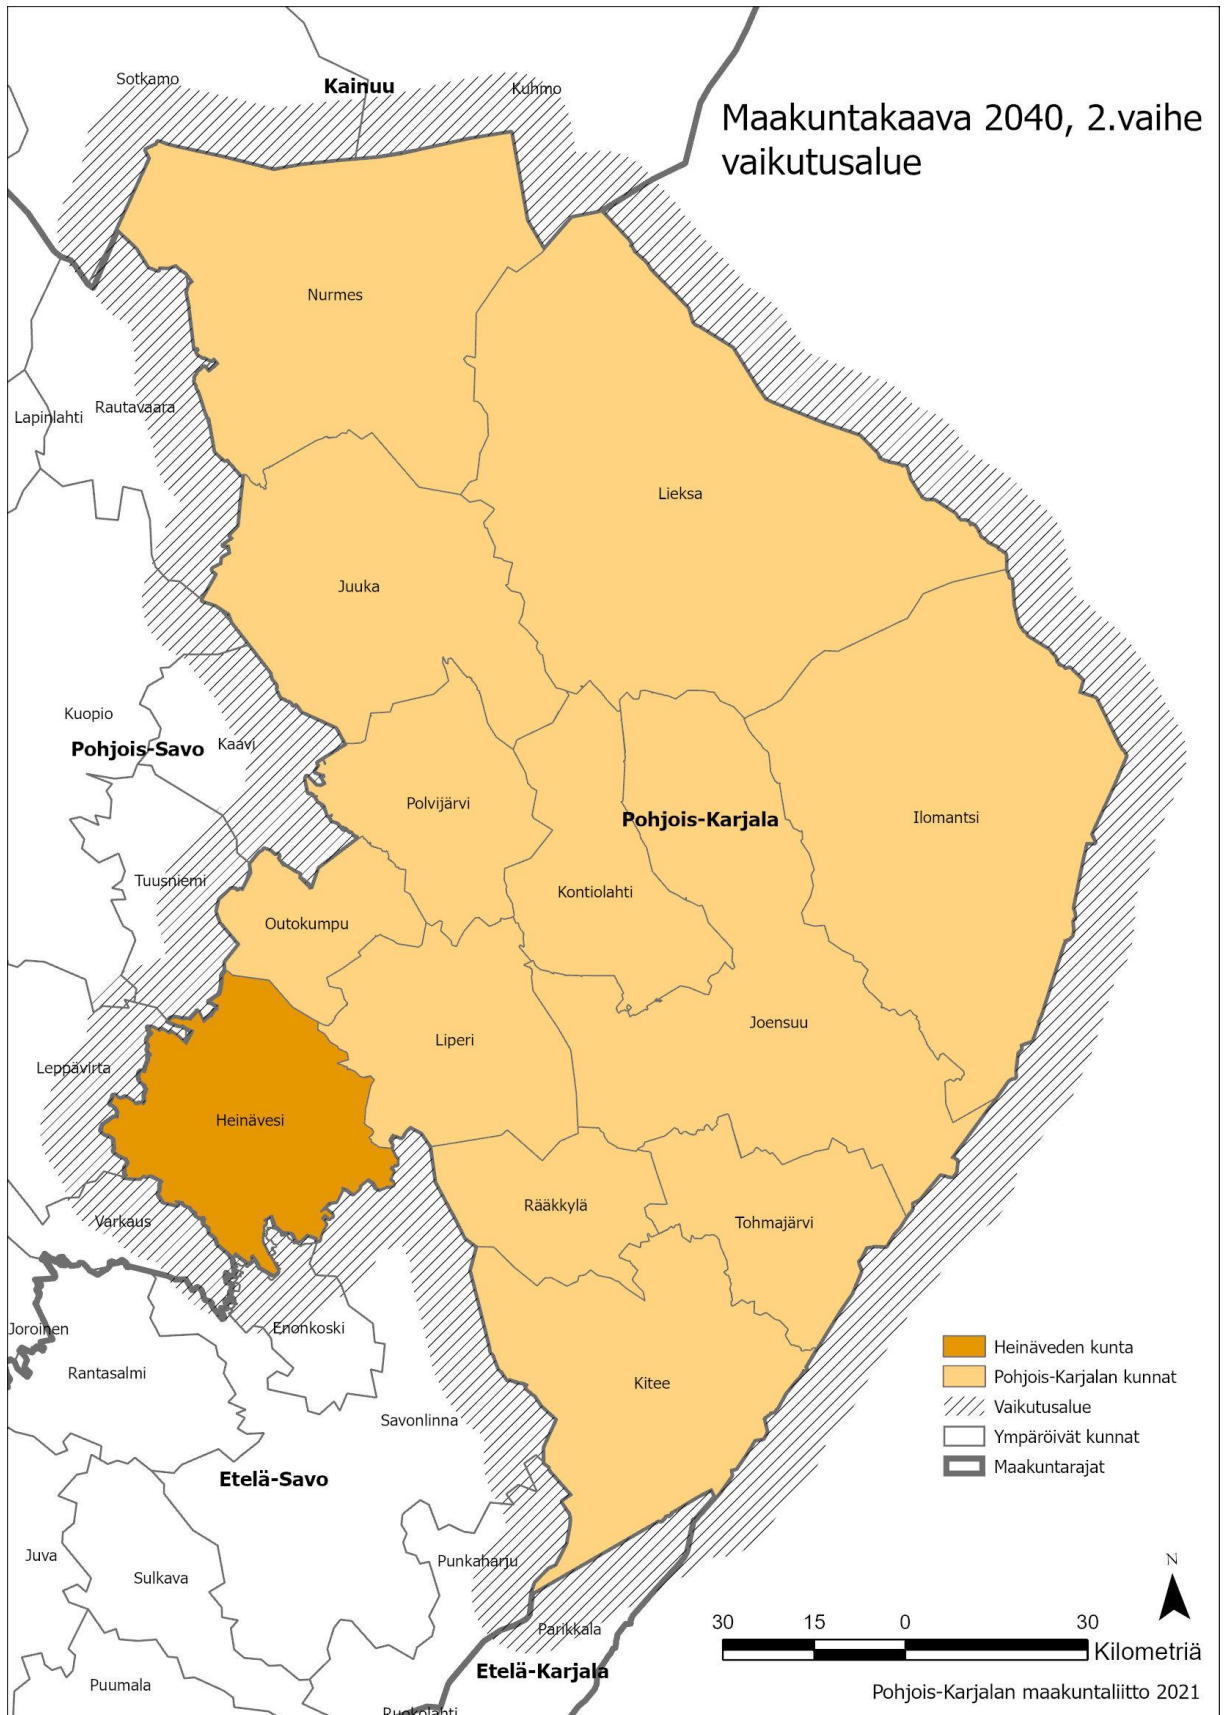 Sotkamo
Kainuu
Kuhmo
Maakuntakaava 2040, 2.vaihe
vaikutusalue
Nurmes
Rautavaara
Lapinlahti
Lieksa
Juuka
Kuopio
Pohjois-Savo
Kaavi
Polvijärvi
Pohjois-Karjala
Ilomantsi
Tuusniemi
Kontiolahti
Outokumpu
Joensuu
Liperi
Leppävirta
Heinävesi
Rääkkylä
Varkaus
Tohmajärvi
Joroinen
Enonkoski
Rantasalmi
Kitee
Savonlinna
Etelä-Savo
Heinäveden kunta
Pohjois-Karjalan kunnat
Vaikutusalue
Ympäröivät kunnat
Maakuntarajat
Juva
Punkaharju
Sulkava
N
Parikkala
30 15 0 30
Kilometriä
Etelä-Karjala
Puumala
Pohjois-Karjalan maakuntaliitto 2021
Ruokolahti